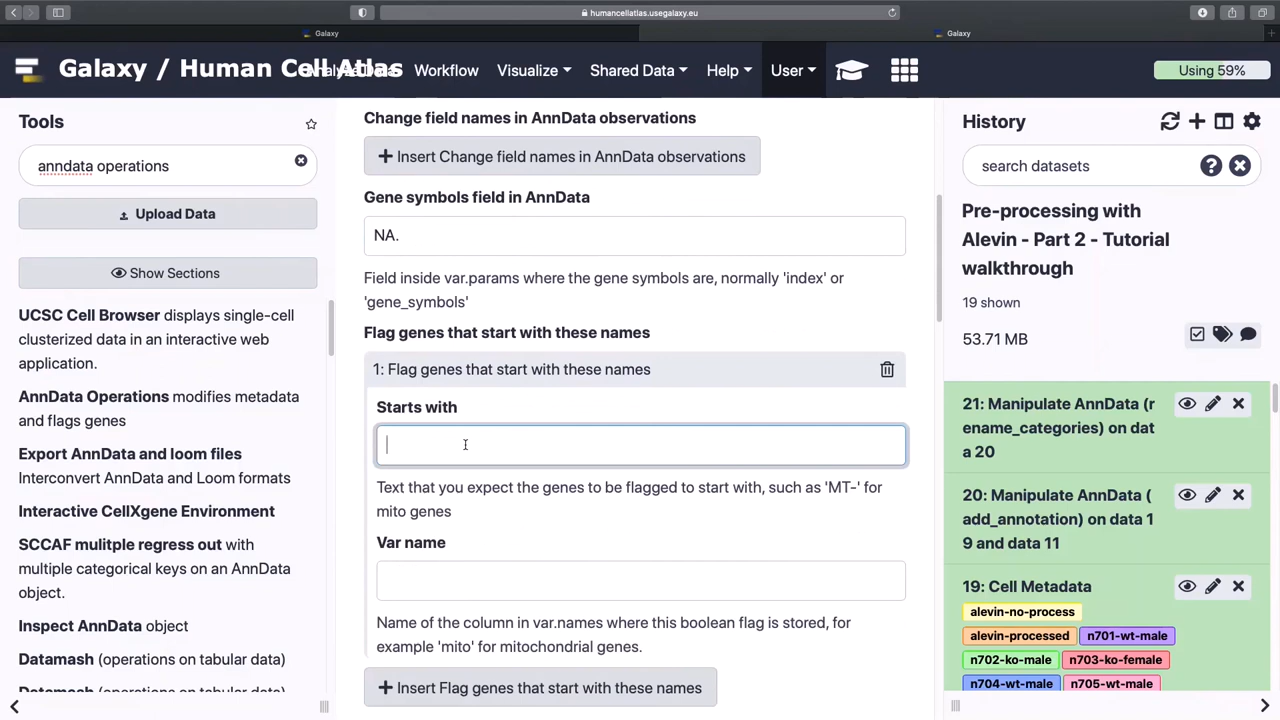 humancellatlas.usegalaxy.eu
Galaxy
Galaxy
Galaxy / Human Cell Atlas
Workflow
Visualize
Shared Data
Help
User
Using 59%
Tools
anndata operations
Upload Data
Show Sections
UCSC Cell Browser displays single-cell
clusterized data in an interactive web
application.
AnnData Operations modifies metadata
and flags genes
Export AnnData and loom files
Interconvert AnnData and Loom formats
Interactive CellXgene Environment
SCCAF mulitple regress out with
multiple categorical keys on an AnnData
object.
Inspect AnnData object
Datamash (operations on tabular data)
Datamash (operations on tabular data)
Change field names in AnnData observations
+ Insert Change field names in AnnData observations
Gene symbols field in AnnData
NA.
Field inside var.params where the gene symbols are, normally 'index' or
'gene_symbols'
Flag genes that start with these names
1: Flag genes that start with these names
Starts with
Text that you expect the genes to be flagged to start with, such as 'MT-' for
mito genes
Var name
Name of the column in var.names where this boolean flag is stored, for
example 'mito' for mitochondrial genes.
+ Insert Flag genes that start with these names
History
search datasets
Pre-processing with
Alevin - Part 2 - Tutorial
walkthrough
19 shown
53.71 MB
21: Manipulate AnnData (r
ename_categories) on dat
a 20
20: Manipulate AnnData (
add_annotation) on data 1
9 and data 11
19: Cell Metadata
alevin-no-process
alevin-processed
n701-wt-male
n702-ko-male
n703-ko-female
n704-wt-male
n705-wt-male